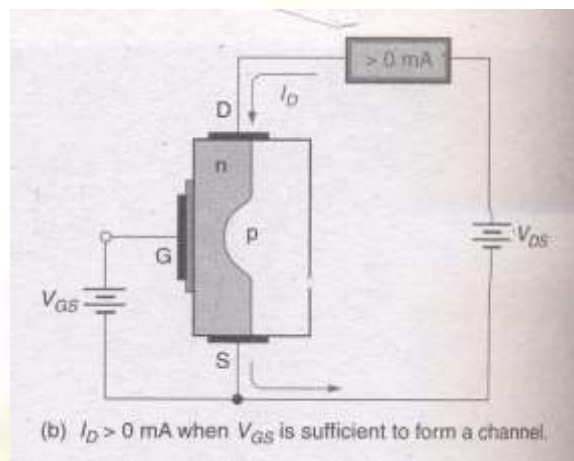 > 0 mA
I_D
D
n
p
G
V_DS
V_GS
S
(b) I_D > 0 mA when V_GS is sufficient to form a channel.